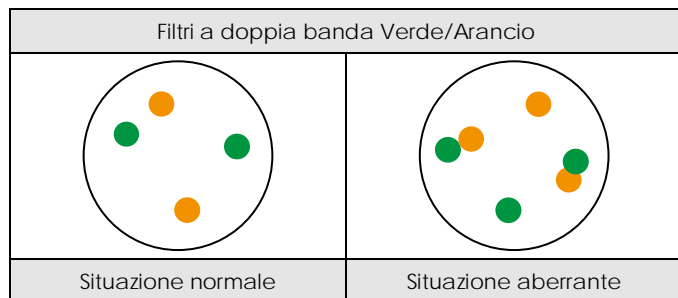 Filtri a doppia banda Verde/Arancio
Situazione normale
Situazione aberrante